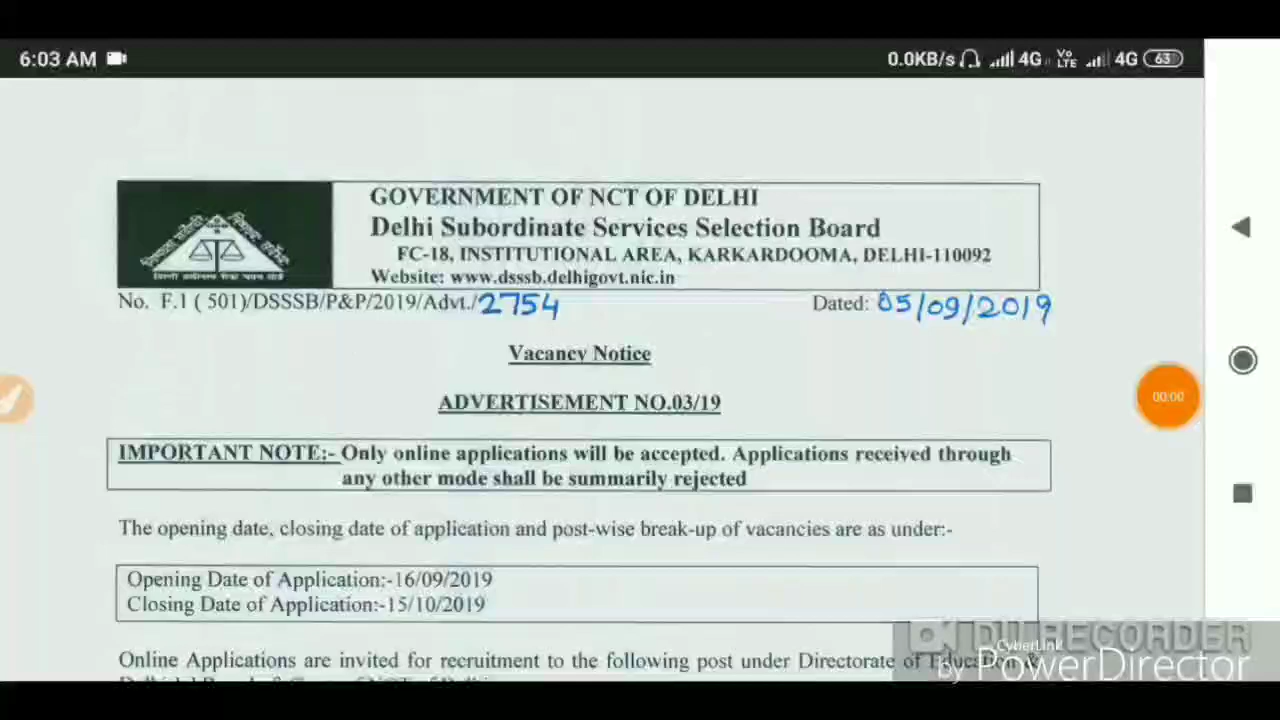 6:03 AM
0.0KB/s 4G Vo LTE 4G 63
GOVERNMENT OF NCT OF DELHI
Delhi Subordinate Services Selection Board
FC-18, INSTITUTIONAL AREA, KARKARDOOMA, DELHI-110092
Website: www.dsssb.delhigovt.nic.in
No. F.1 ( 501)/DSSSB/P&P/2019/Advt./2754
Dated: 05/09/2019
Vacancy Notice
ADVERTISEMENT NO.03/19
00:00
IMPORTANT NOTE:- Only online applications will be accepted. Applications received through
any other mode shall be summarily rejected
The opening date, closing date of application and post-wise break-up of vacancies are as under:-
Opening Date of Application:-16/09/2019
Closing Date of Application:-15/10/2019
DU RECORDER
CyberLink
by PowerDirector
Online Applications are invited for recruitment to the following post under Directorate of Education &